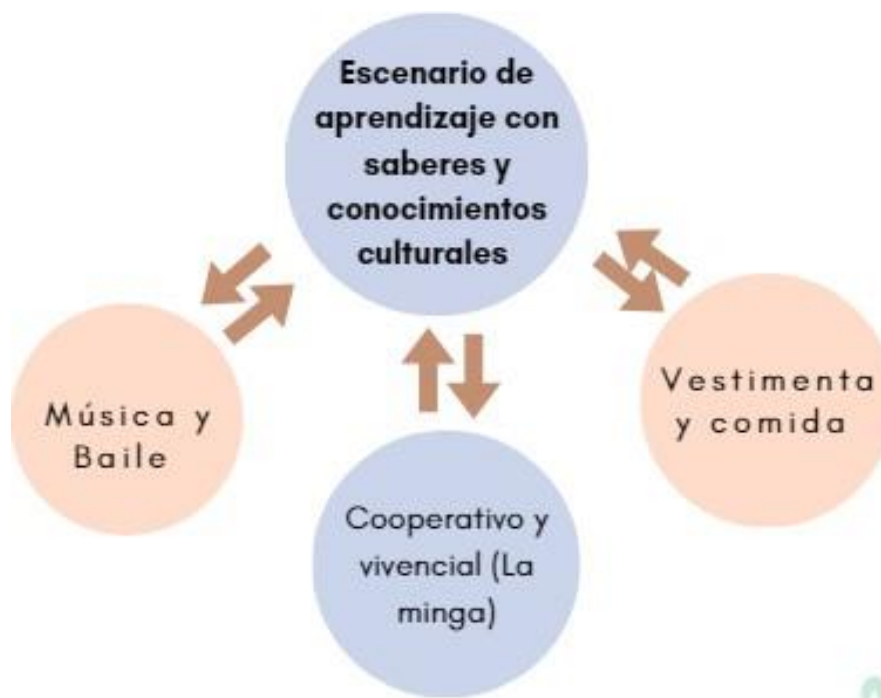 Escenario de
aprendizaje con
saberes y
conocimientos
culturales
Música y
Baile
Vestimenta
y comida
Cooperativo y
vivencial (La
minga)